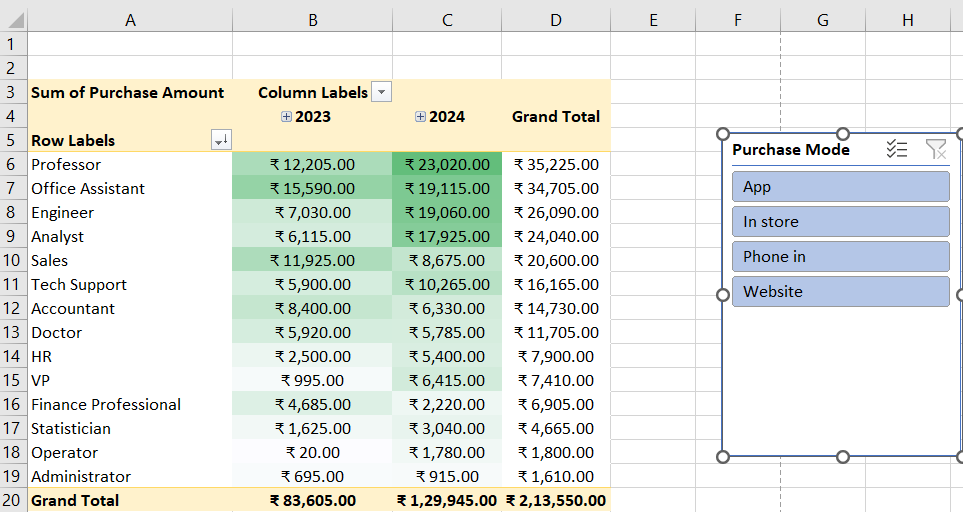 A B C D E F G H
1
2
3 Sum of Purchase Amount Column Labels
4 2023 2024 Grand Total
5 Row Labels
6 Professor ₹ 12,205.00 ₹ 23,020.00 ₹ 35,225.00
7 Office Assistant ₹ 15,590.00 ₹ 19,115.00 ₹ 34,705.00
8 Engineer ₹ 7,030.00 ₹ 19,060.00 ₹ 26,090.00
9 Analyst ₹ 6,115.00 ₹ 17,925.00 ₹ 24,040.00
10 Sales ₹ 11,925.00 ₹ 8,675.00 ₹ 20,600.00
11 Tech Support ₹ 5,900.00 ₹ 10,265.00 ₹ 16,165.00
12 Accountant ₹ 8,400.00 ₹ 6,330.00 ₹ 14,730.00
13 Doctor ₹ 5,920.00 ₹ 5,785.00 ₹ 11,705.00
14 HR ₹ 2,500.00 ₹ 5,400.00 ₹ 7,900.00
15 VP ₹ 995.00 ₹ 6,415.00 ₹ 7,410.00
16 Finance Professional ₹ 4,685.00 ₹ 2,220.00 ₹ 6,905.00
17 Statistician ₹ 1,625.00 ₹ 3,040.00 ₹ 4,665.00
18 Operator ₹ 20.00 ₹ 1,780.00 ₹ 1,800.00
19 Administrator ₹ 695.00 ₹ 915.00 ₹ 1,610.00
20 Grand Total ₹ 83,605.00 ₹ 1,29,945.00 ₹ 2,13,550.00
Purchase Mode
App
In store
Phone in
Website